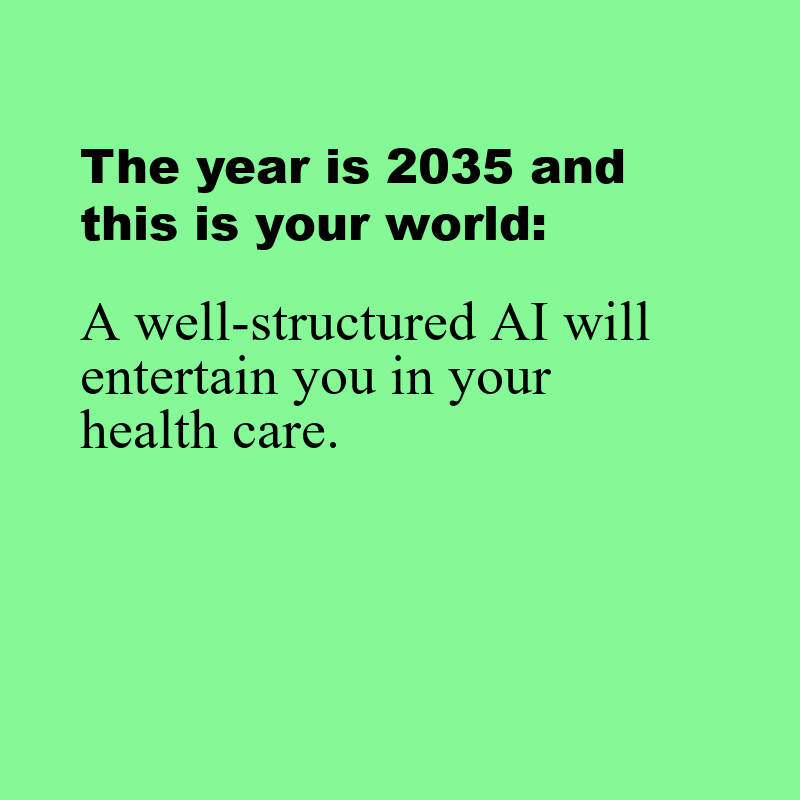 The year is 2035 and
this is your world:
A well-structured AI will
entertain you in your
health care.